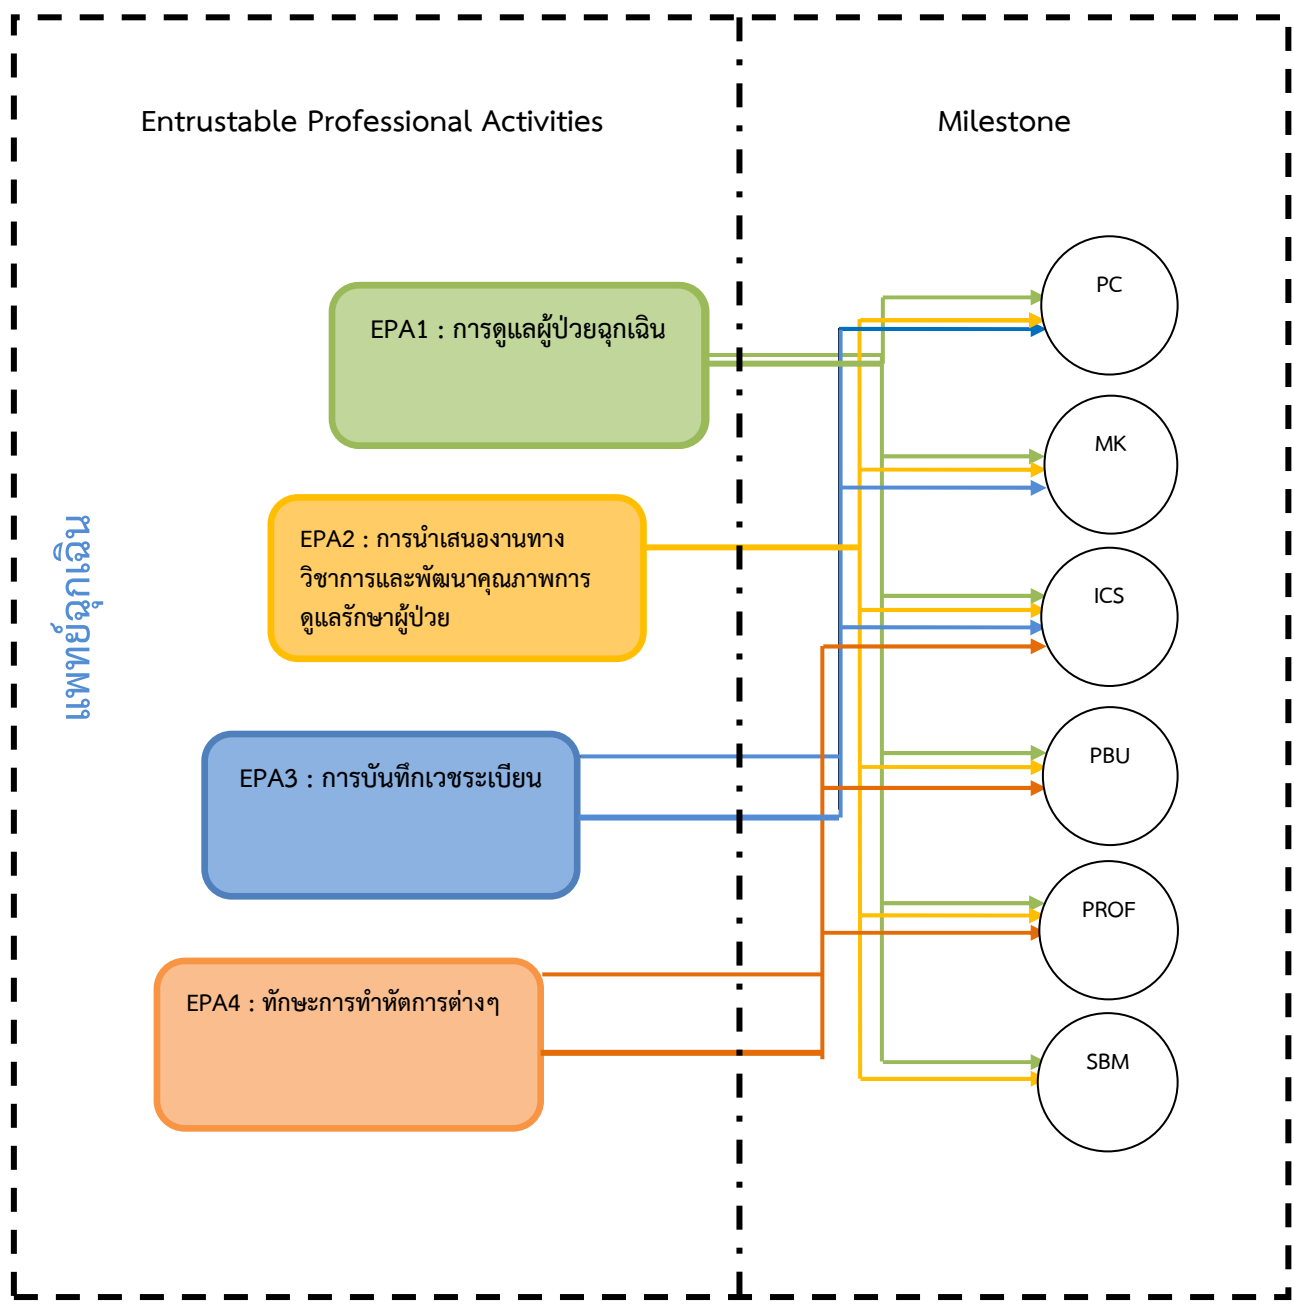 Entrustable Professional Activities
Milestone
แพทย์ฉุกเฉิน
EPA1 : การดูแลผู้ป่วยฉุกเฉิน
EPA2 : การนำเสนองานทาง
วิชาการและพัฒนาคุณภาพการ
ดูแลรักษาผู้ป่วย
EPA3 : การบันทึกเวชระเบียน
EPA4 : ทักษะการทำหัตการต่างๆ
PC
MK
ICS
PBU
PROF
SBM